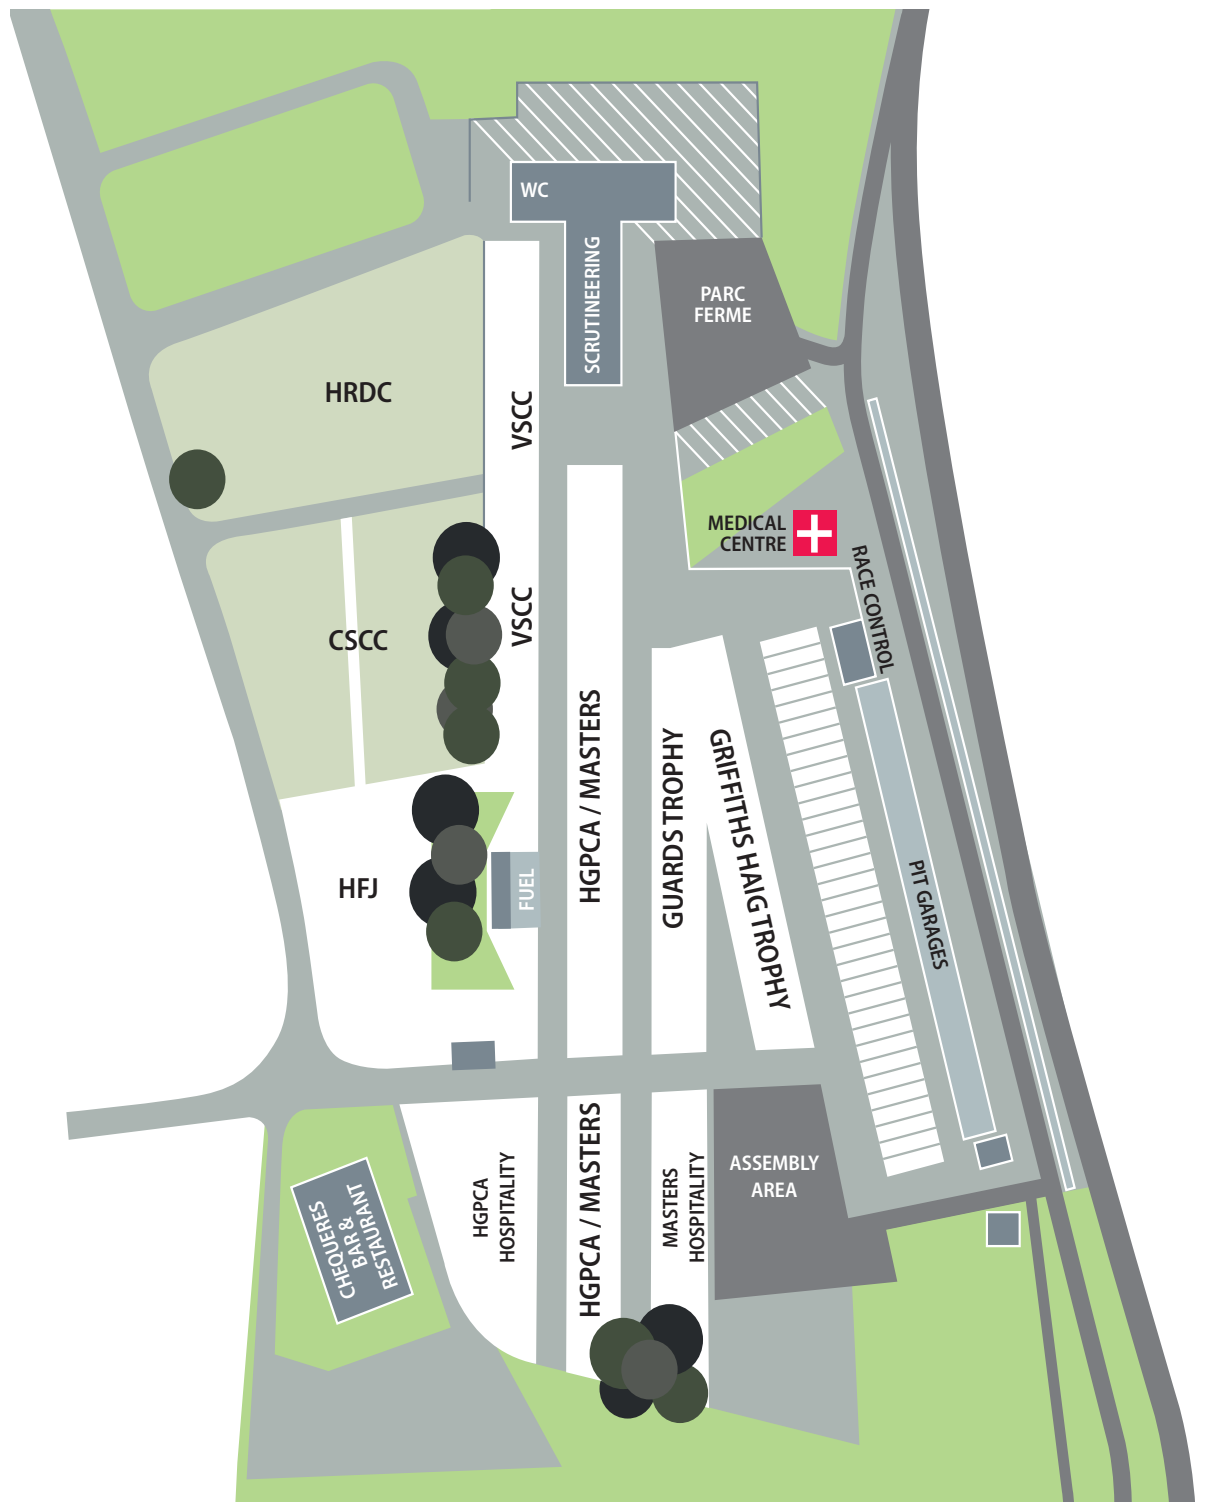 WC
SCRUTINEERING
PARC
FERME
HRDC
VSCC
MEDICAL
CENTRE
RACE CONTROL
CSCC
VSCC
HGPCA / MASTERS
GUARDS TROPHY
GRIFFITHS HAIG TROPHY
PIT GARAGES
HFJ
FUEL
HGPCA
HOSPITALITY
HGPCA / MASTERS
MASTERS
HOSPITALITY
ASSEMBLY
AREA
CHEQUERES
BAR &
RESTAURANT